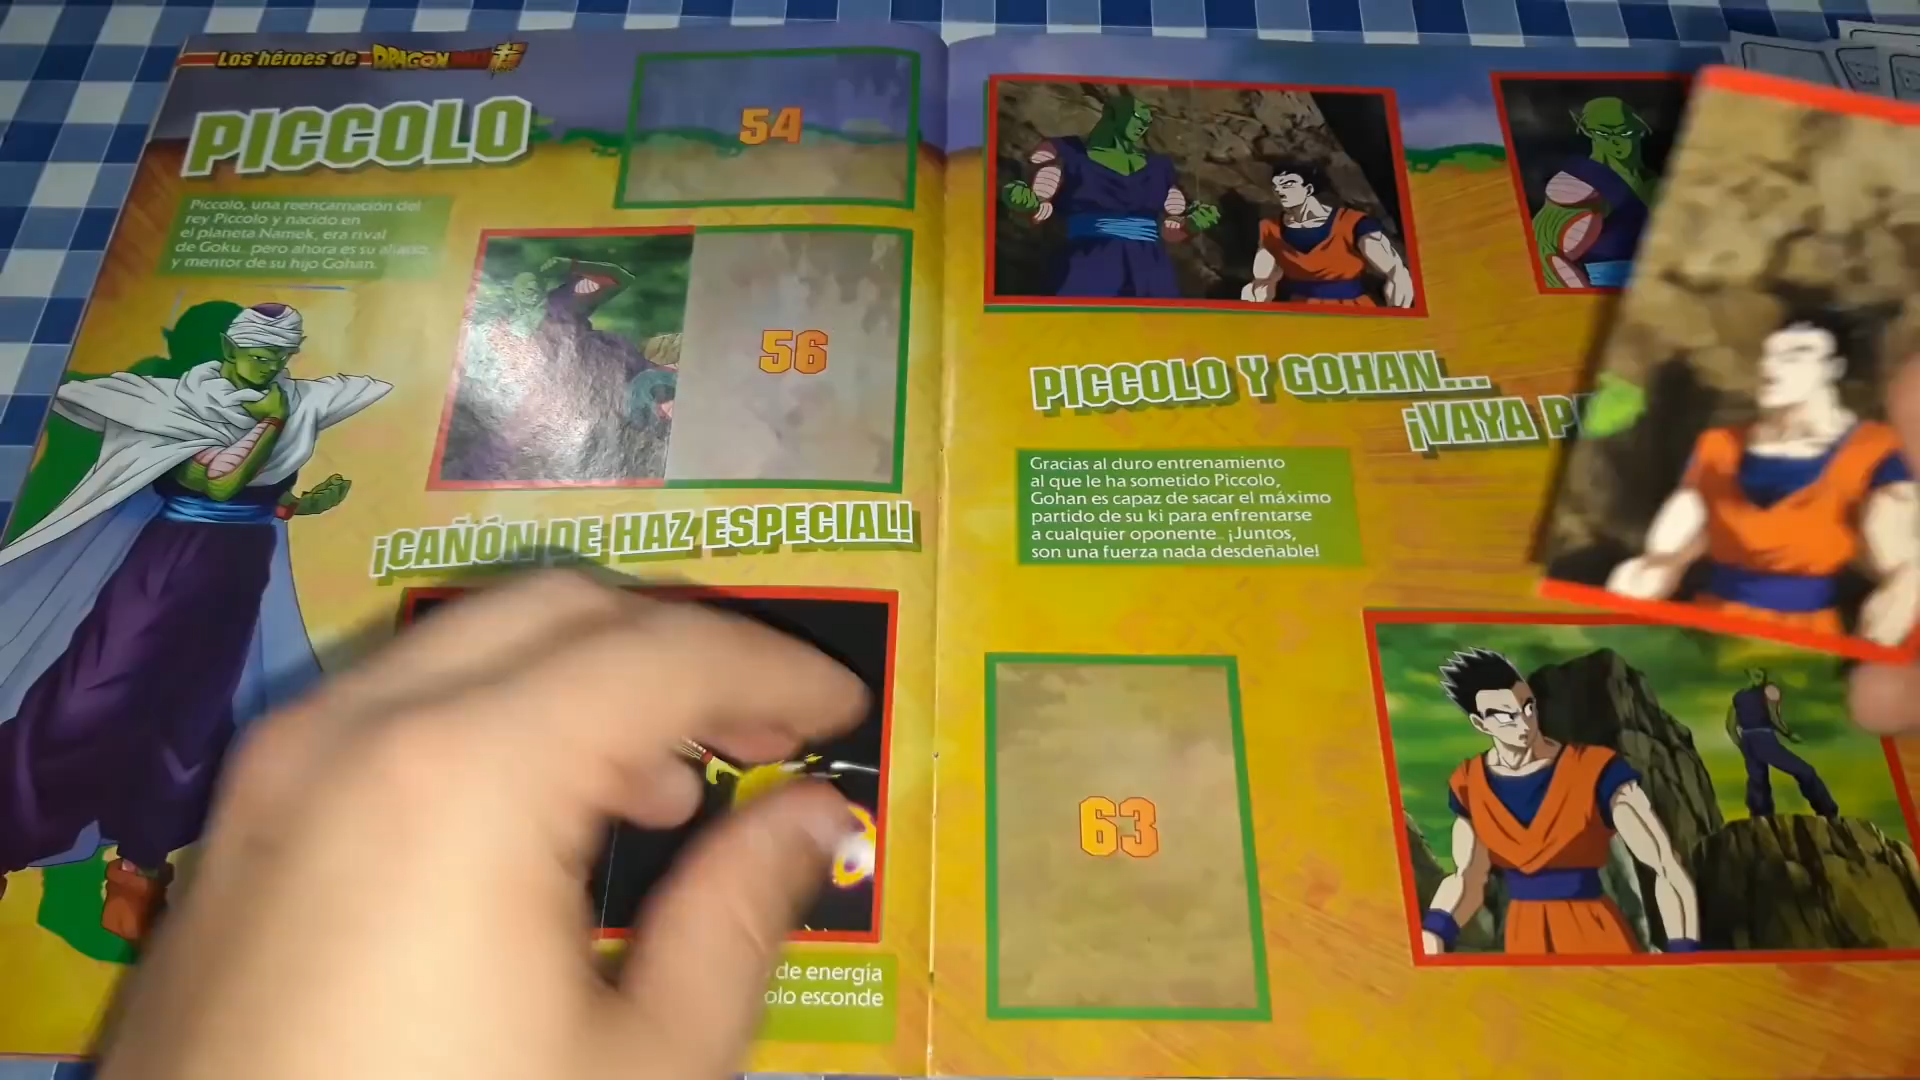 Los héroes de DRAGON BALL 超
PICCOLO
54
Piccolo, una reencarnación del
rey Piccolo y nacido en
el planeta Namek, era rival
de Goku... pero ahora es su aliado
y mentor de su hijo Gohan.
56
¡CAÑÓN DE HAZ ESPECIAL!
de energía
esconde
PICCOLO Y GOHAN...
¡VAYA
Gracias al duro entrenamiento
al que le ha sometido Piccolo,
Gohan es capaz de sacar el máximo
partido de su ki para enfrentarse
a cualquier oponente. ¡Juntos,
son una fuerza nada desdeñable!
63